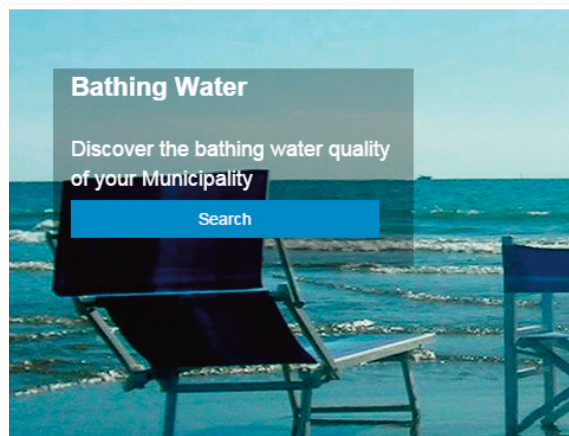 Bathing Water
Discover the bathing water quality
of your Municipality
Search